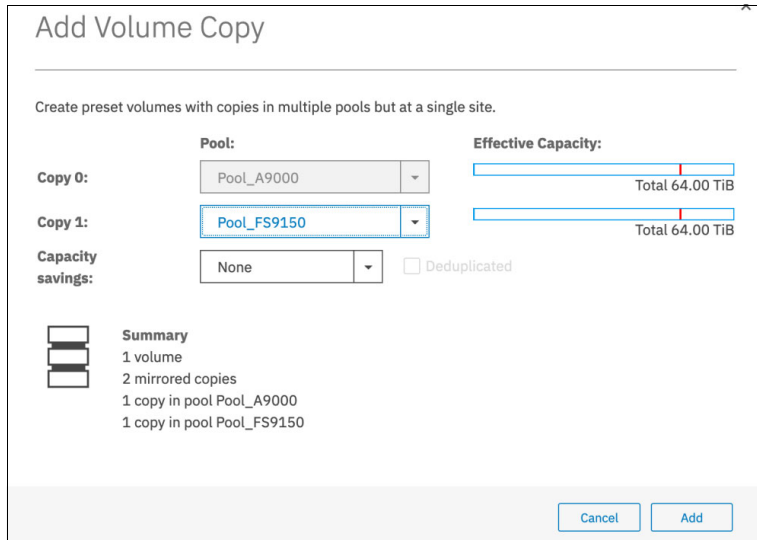 Add Volume Copy
Create preset volumes with copies in multiple pools but at a single site.
Pool:
Effective Capacity:
Copy 0:
Pool_A9000
Total 64.00 TiB
Copy 1:
Pool_FS9150
Total 64.00 TiB
Capacity
savings:
None
Deduplicated
Summary
1 volume
2 mirrored copies
1 copy in pool Pool_A9000
1 copy in pool Pool_FS9150
Cancel
Add